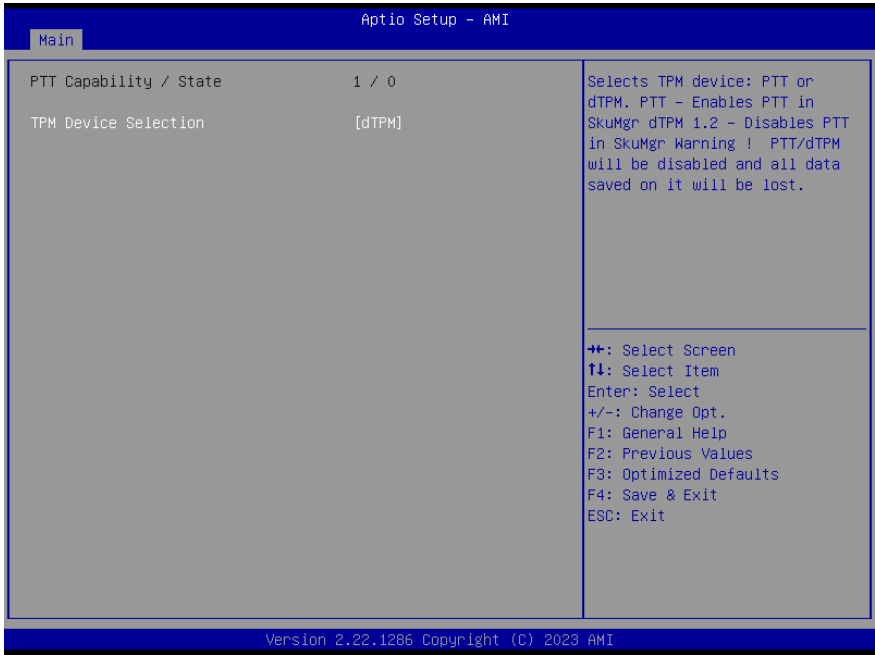 Aptio Setup – AMI
Main
PTT Capability / State 1 / 0
TPM Device Selection [dTPM]
Selects TPM device: PTT or
dTPM. PTT – Enables PTT in
SkuMgr dTPM 1.2 – Disables PTT
in SkuMgr Warning ! PTT/dTPM
will be disabled and all data
saved on it will be lost.
→←: Select Screen
↑↓: Select Item
Enter: Select
+/-: Change Opt.
F1: General Help
F2: Previous Values
F3: Optimized Defaults
F4: Save & Exit
ESC: Exit
Version 2.22.1286 Copyright (C) 2023 AMI